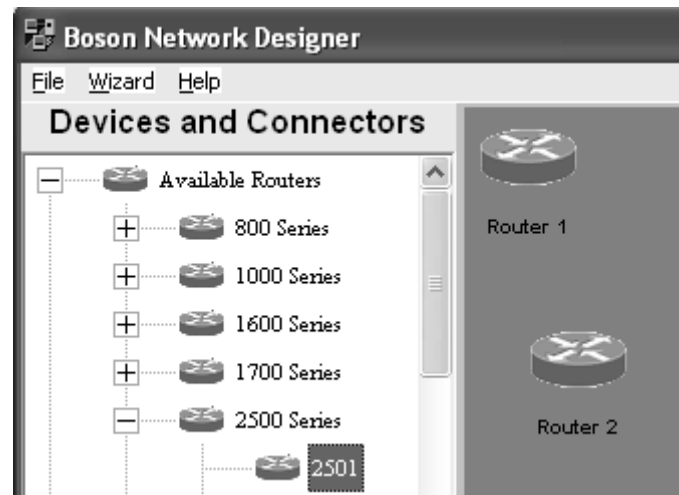 Boson Network Designer
File Wizard Help
Devices and Connectors
Available Routers
800 Series
1000 Series
1600 Series
1700 Series
2500 Series
2501
Router 1
Router 2